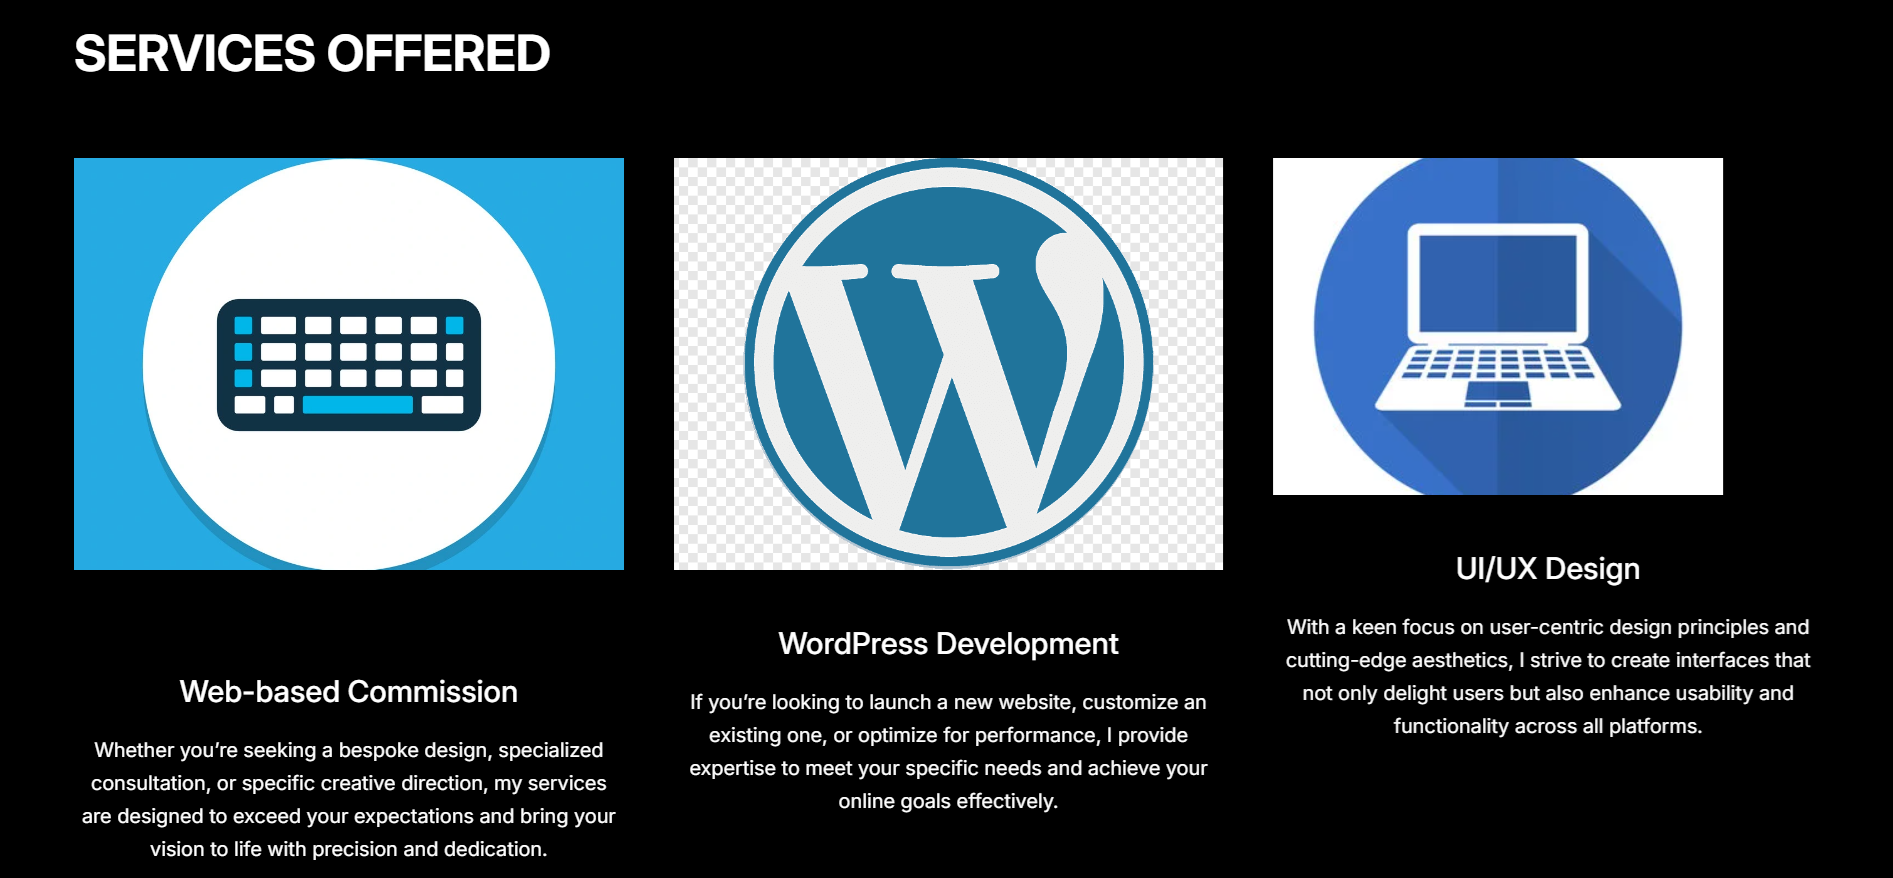 SERVICES OFFERED
Web-based Commission
Whether you’re seeking a bespoke design, specialized
consultation, or specific creative direction, my services
are designed to exceed your expectations and bring your
vision to life with precision and dedication.
WordPress Development
If you’re looking to launch a new website, customize an
existing one, or optimize for performance, I provide
expertise to meet your specific needs and achieve your
online goals effectively.
UI/UX Design
With a keen focus on user-centric design principles and
cutting-edge aesthetics, I strive to create interfaces that
not only delight users but also enhance usability and
functionality across all platforms.